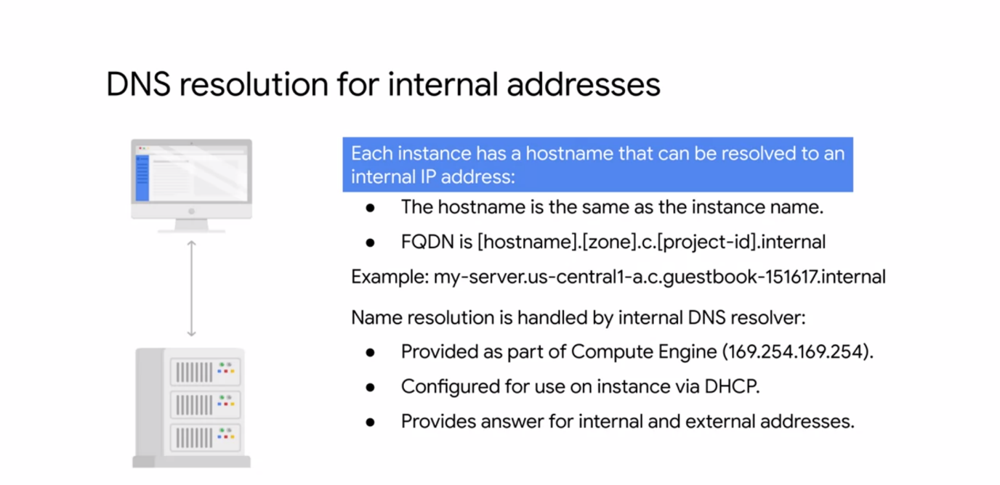 DNS resolution for internal addresses
Each instance has a hostname that can be resolved to an
internal IP address:
● The hostname is the same as the instance name.
● FQDN is [hostname].[zone].c.[project-id].internal
Example: my-server.us-central1-a.c.guestbook-151617.internal
Name resolution is handled by internal DNS resolver:
● Provided as part of Compute Engine (169.254.169.254).
● Configured for use on instance via DHCP.
● Provides answer for internal and external addresses.